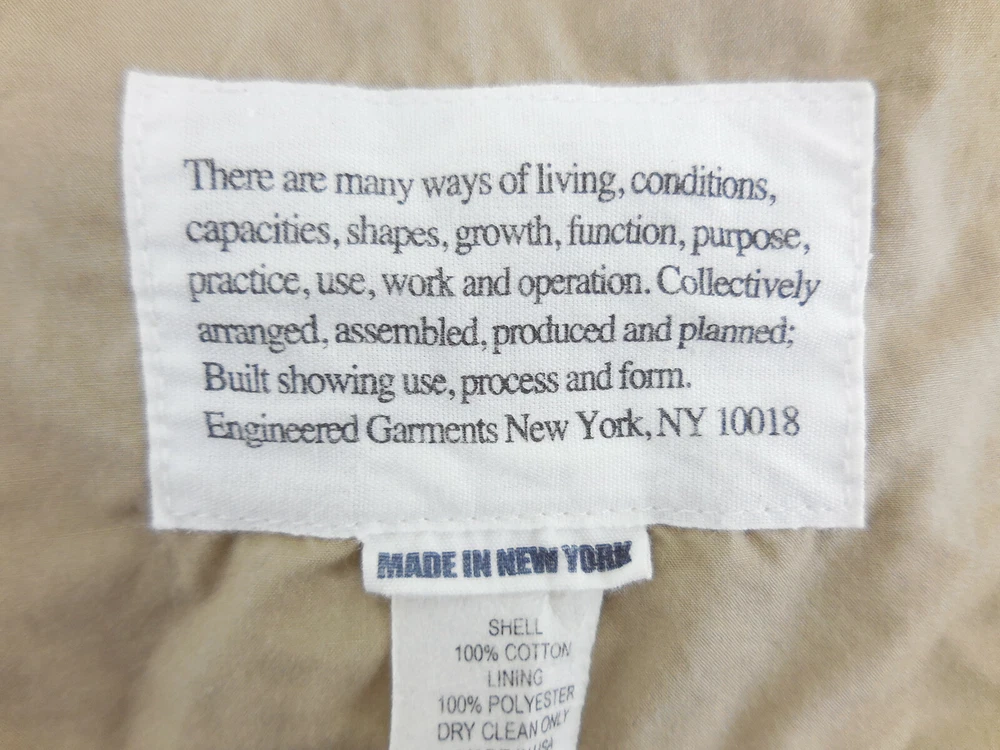 There are many ways of living, conditions,
capacities, shapes, growth, function, purpose,
practice, use, work and operation. Collectively
arranged, assembled, produced and planned;
Built showing use, process and form.
Engineered Garments New York, NY 10018
MADE IN NEW YORK
SHELL
100% COTTON
LINING
100% POLYESTER
DRY CLEAN ONLY
USA